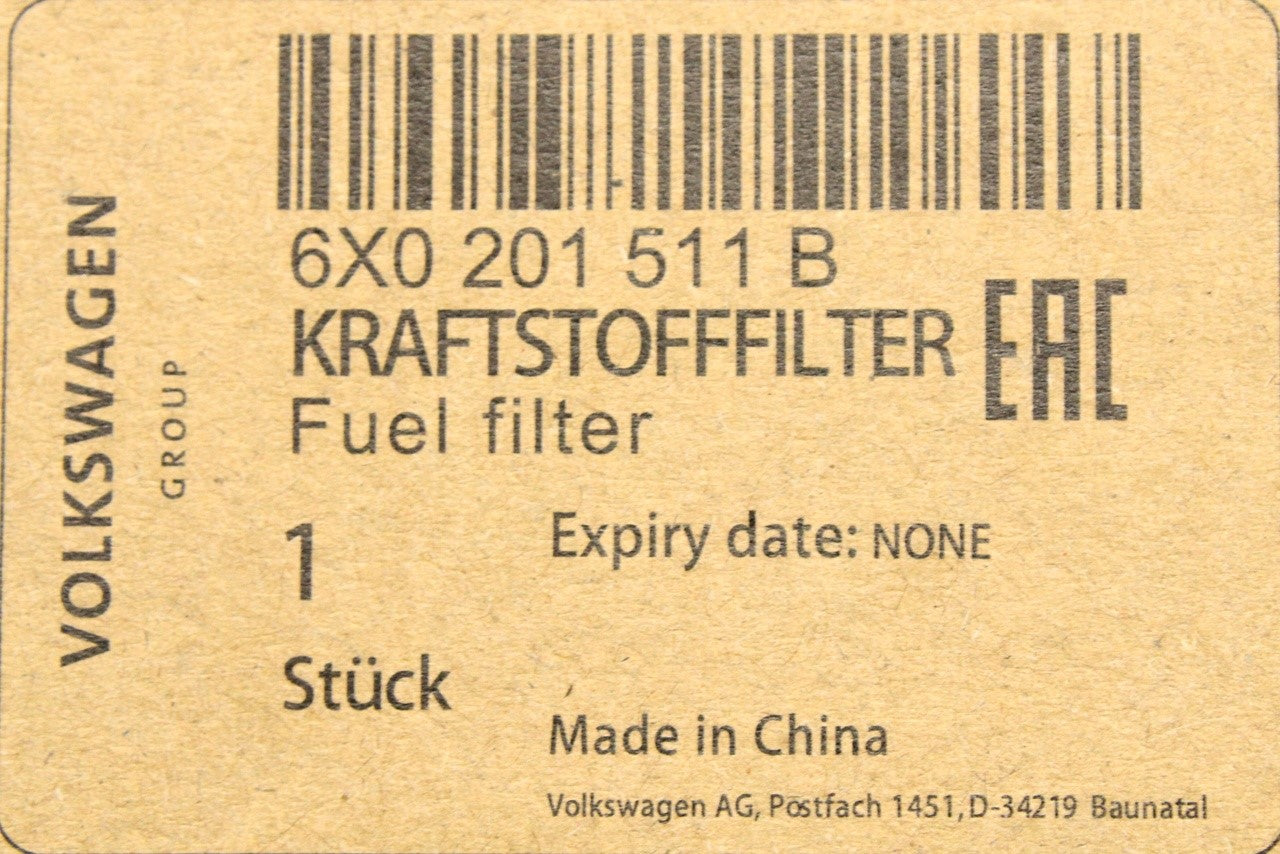 VOLKSWAGEN
GROUP
6X0 201 511 B
KRAFTSTOFFFILTER
EAC
Fuel filter
1
Expiry date: NONE
Stück
Made in China
Volkswagen AG, Postfach 1451, D-34219 Baunatal